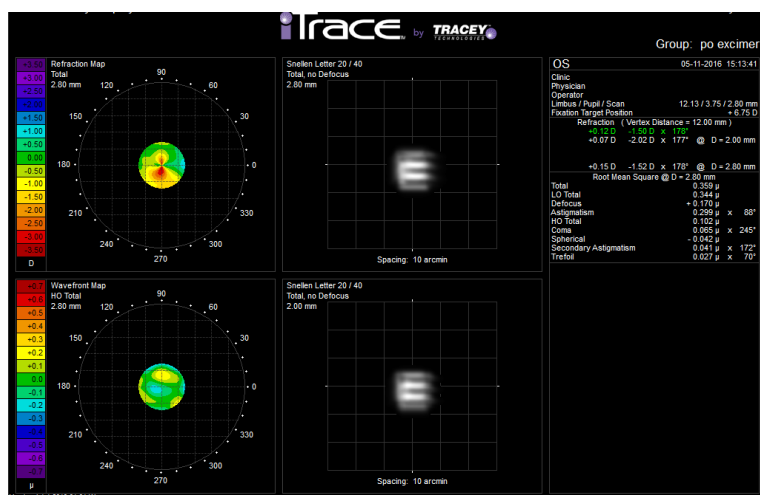 iTrace by TRACEY
TECHNOLOGIES
Group: po excimer
Refraction Map
Total
2.80 mm
+3.50
+3.00
+2.50
+2.00
+1.50
+1.00
+0.50
0.00
-0.50
-1.00
-1.50
-2.00
-2.50
-3.00
-3.50
D
90
120
60
150
30
180
0
210
330
240
300
270
Snellen Letter 20 / 40
Total, no Defocus
2.80 mm
E
Spacing: 10 arcmin
OS 05-11-2016 15:13:41
Clinic
Physician
Operator
Limbus / Pupil / Scan 12.13 / 3.75 / 2.80 mm
Fixation Target Position + 6.75 D
Refraction ( Vertex Distance = 12.00 mm )
+0.12 D -1.50 D x 178°
+0.07 D -2.02 D x 177° @ D = 2.00 mm
+0.15 D -1.52 D x 178° @ D = 2.80 mm
Root Mean Square @ D = 2.80 mm
Total 0.359 µ
LO Total 0.344 µ
Defocus + 0.170 µ
Astigmatism 0.299 µ x 88°
HO Total 0.102 µ
Coma 0.065 µ x 245°
Spherical - 0.042 µ
Secondary Astigmatism 0.041 µ x 172°
Trefoil 0.027 µ x 70°
Wavefront Map
HO Total
2.80 mm
+0.7
+0.6
+0.5
+0.4
+0.3
+0.2
+0.1
0.0
-0.1
-0.2
-0.3
-0.4
-0.5
-0.6
-0.7
µ
90
120
60
150
30
180
0
210
330
240
300
270
Snellen Letter 20 / 40
Total, no Defocus
2.00 mm
E
Spacing: 10 arcmin